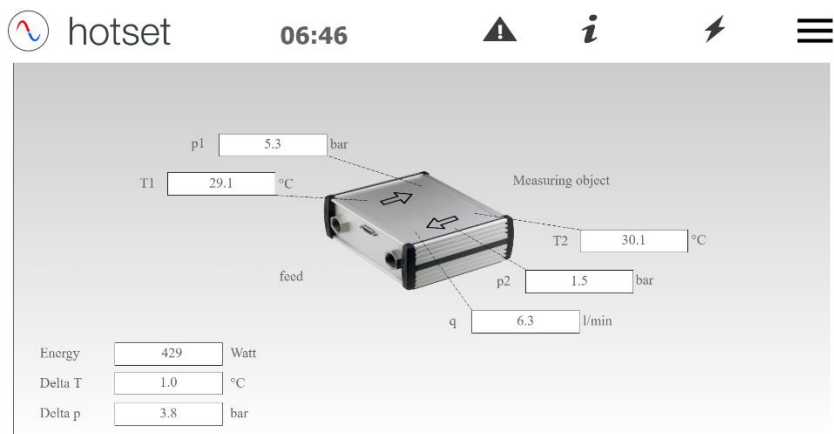 hotset 06:46
p1 5.3 bar
T1 29.1 °C
Measuring object
T2 30.1 °C
feed
p2 1.5 bar
q 6.3 l/min
Energy 429 Watt
Delta T 1.0 °C
Delta p 3.8 bar